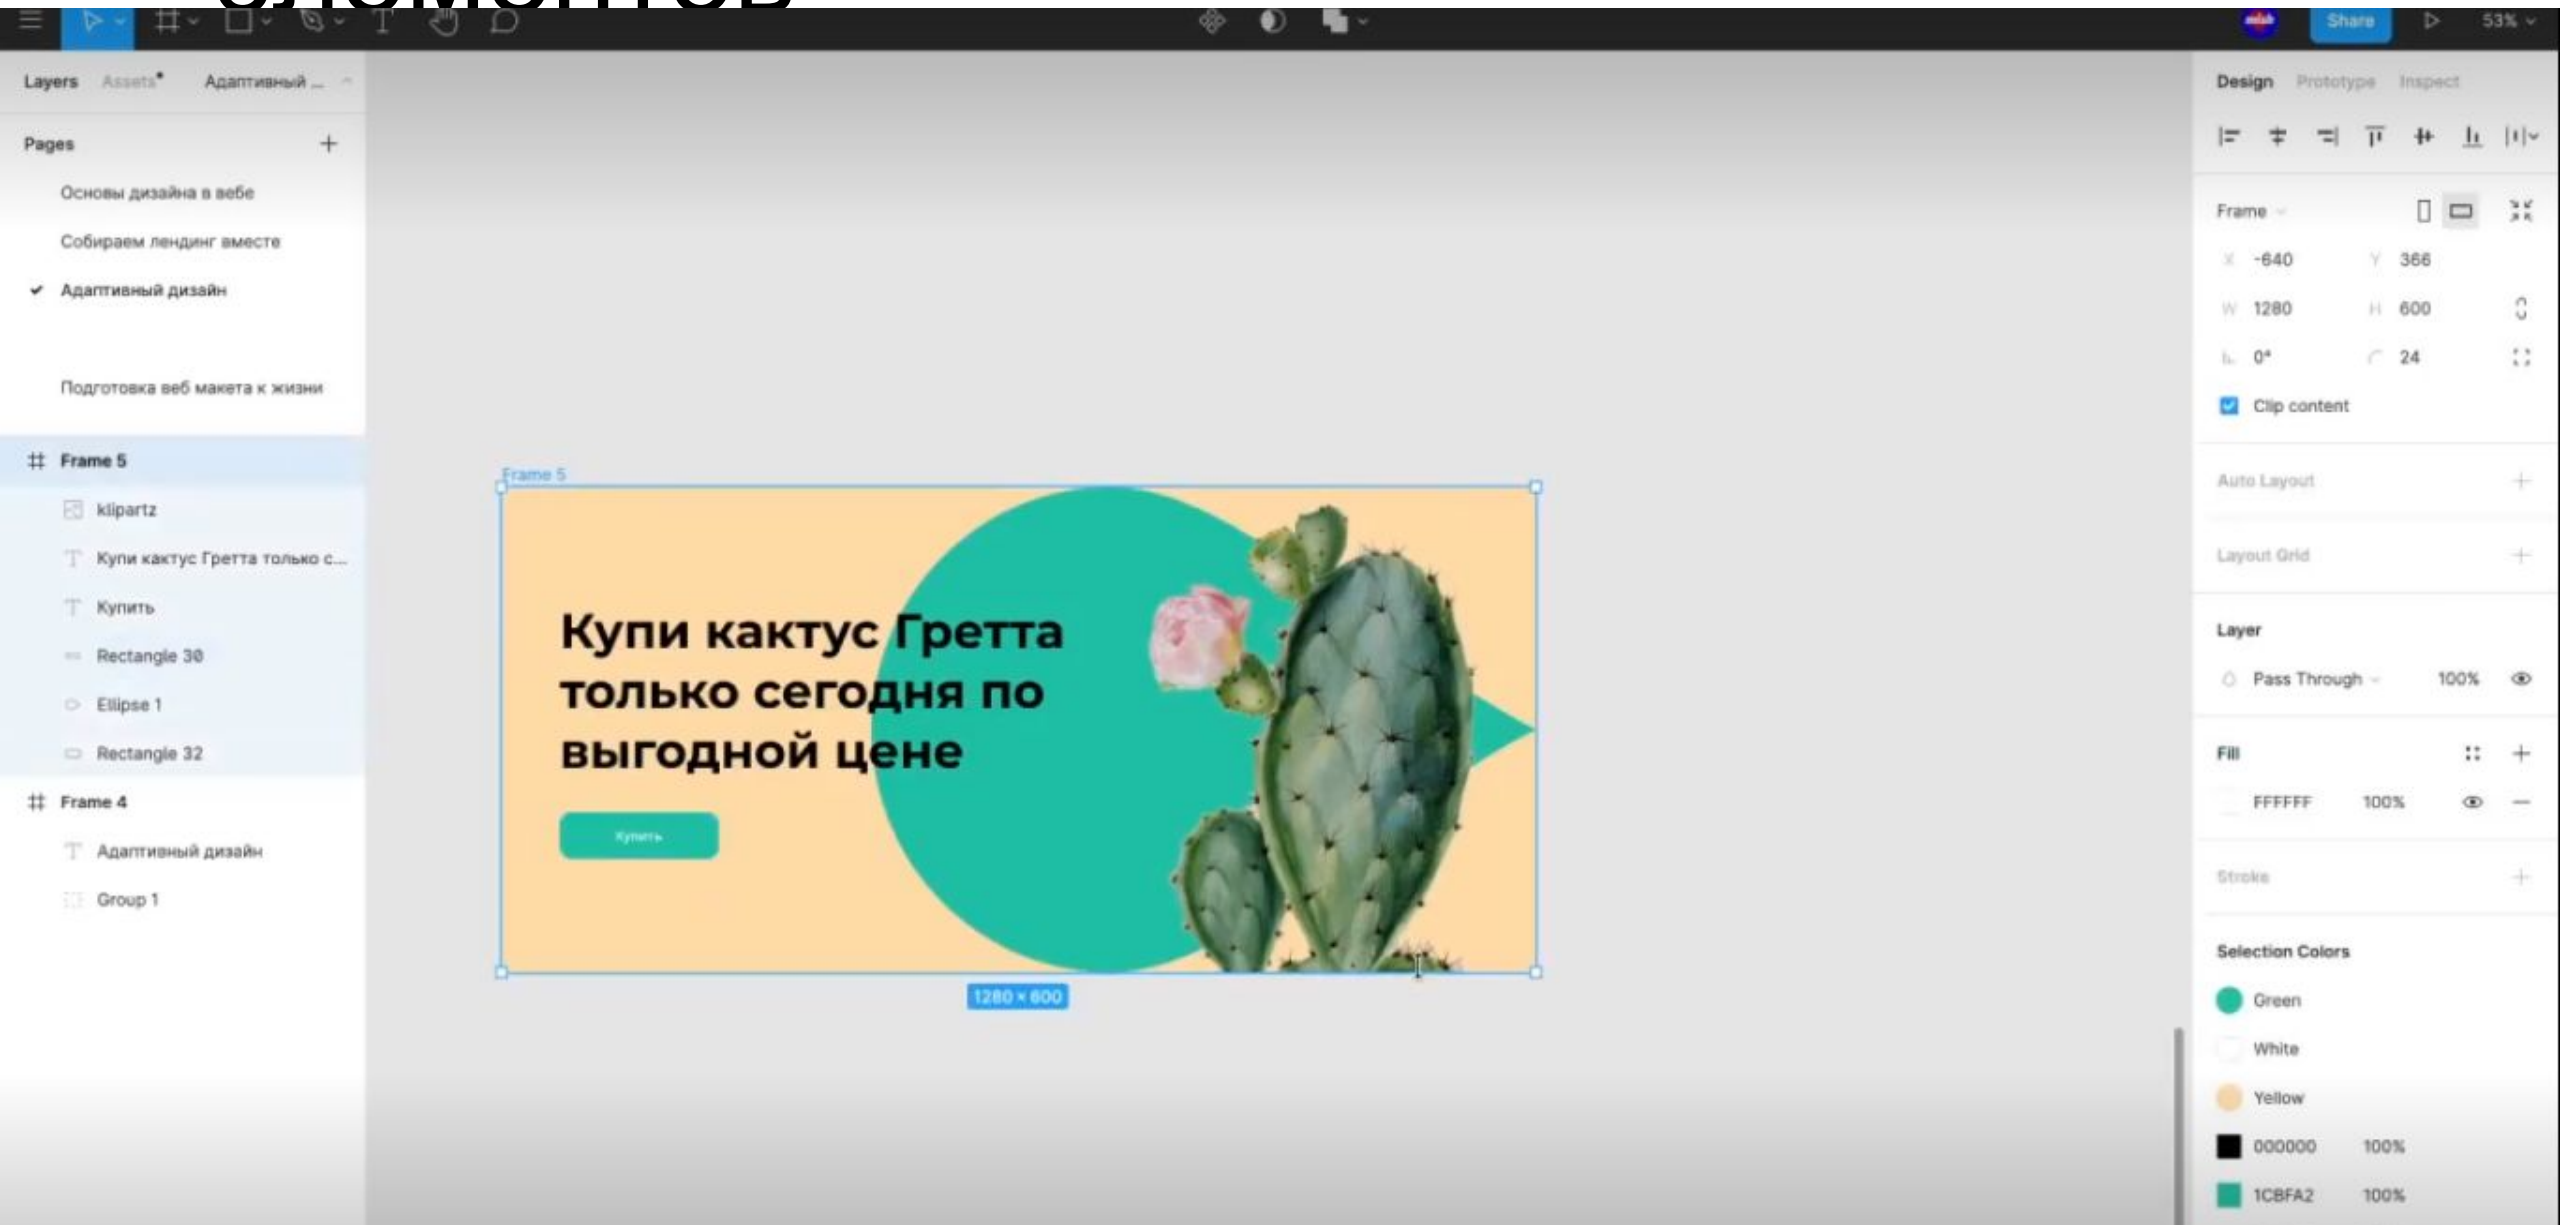 элементов
mish
Share
53%
Layers
Assets
Адаптивный ...
Pages
Основы дизайна в вебе
Собираем лендинг вместе
Адаптивный дизайн
Подготовка веб макета к жизни
Frame 5
klipartz
Купи кактус Гретта только с...
Купить
Rectangle 30
Ellipse 1
Rectangle 32
Frame 4
Адаптивный дизайн
Group 1
Frame 5
Купи кактус Гретта
только сегодня по
выгодной цене
Купить
1280 × 600
Design Prototype Inspect
Frame
X -640 Y 366
W 1280 H 600
0° 24
Clip content
Auto Layout
Layout Grid
Layer
Pass Through 100%
Fill
FFFFFF 100%
Stroke
Selection Colors
Green
White
Yellow
000000 100%
1CBFA2 100%